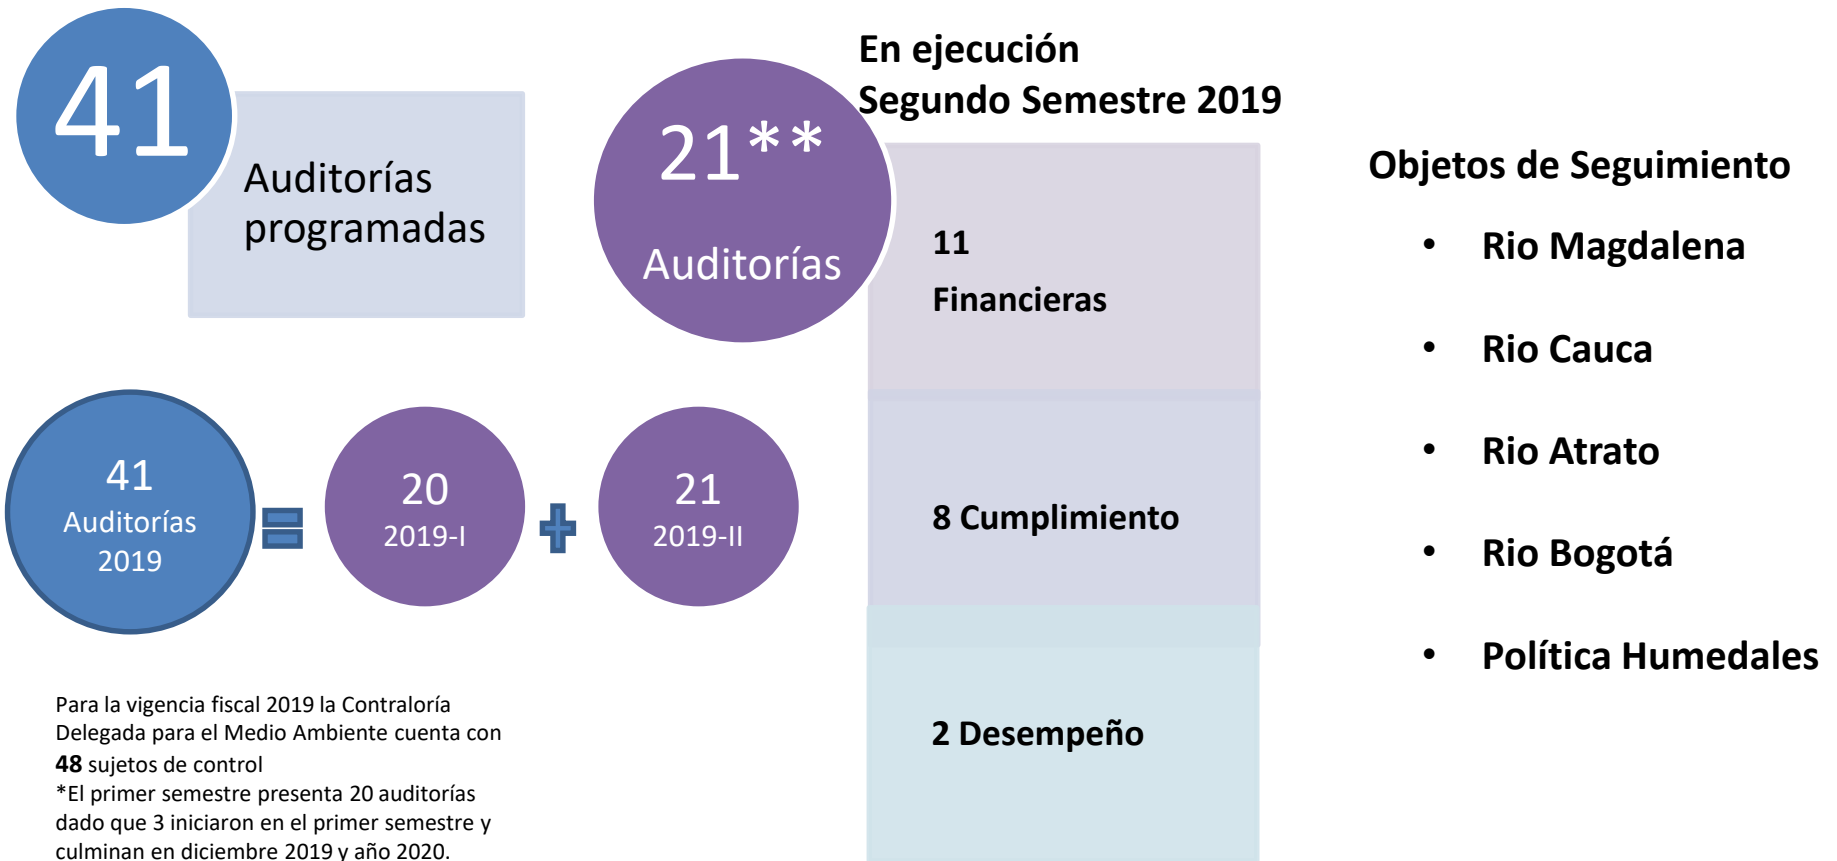 41
Auditorías
programadas
21**
Auditorías
En ejecución
Segundo Semestre 2019
11
Financieras
8 Cumplimiento
2 Desempeño
Objetos de Seguimiento
• Rio Magdalena
• Rio Cauca
• Rio Atrato
• Rio Bogotá
• Política Humedales
41
Auditorías
2019
=
20
2019-I
+
21
2019-II
Para la vigencia fiscal 2019 la Contraloría
Delegada para el Medio Ambiente cuenta con
48 sujetos de control
*El primer semestre presenta 20 auditorías
dado que 3 iniciaron en el primer semestre y
culminan en diciembre 2019 y año 2020.